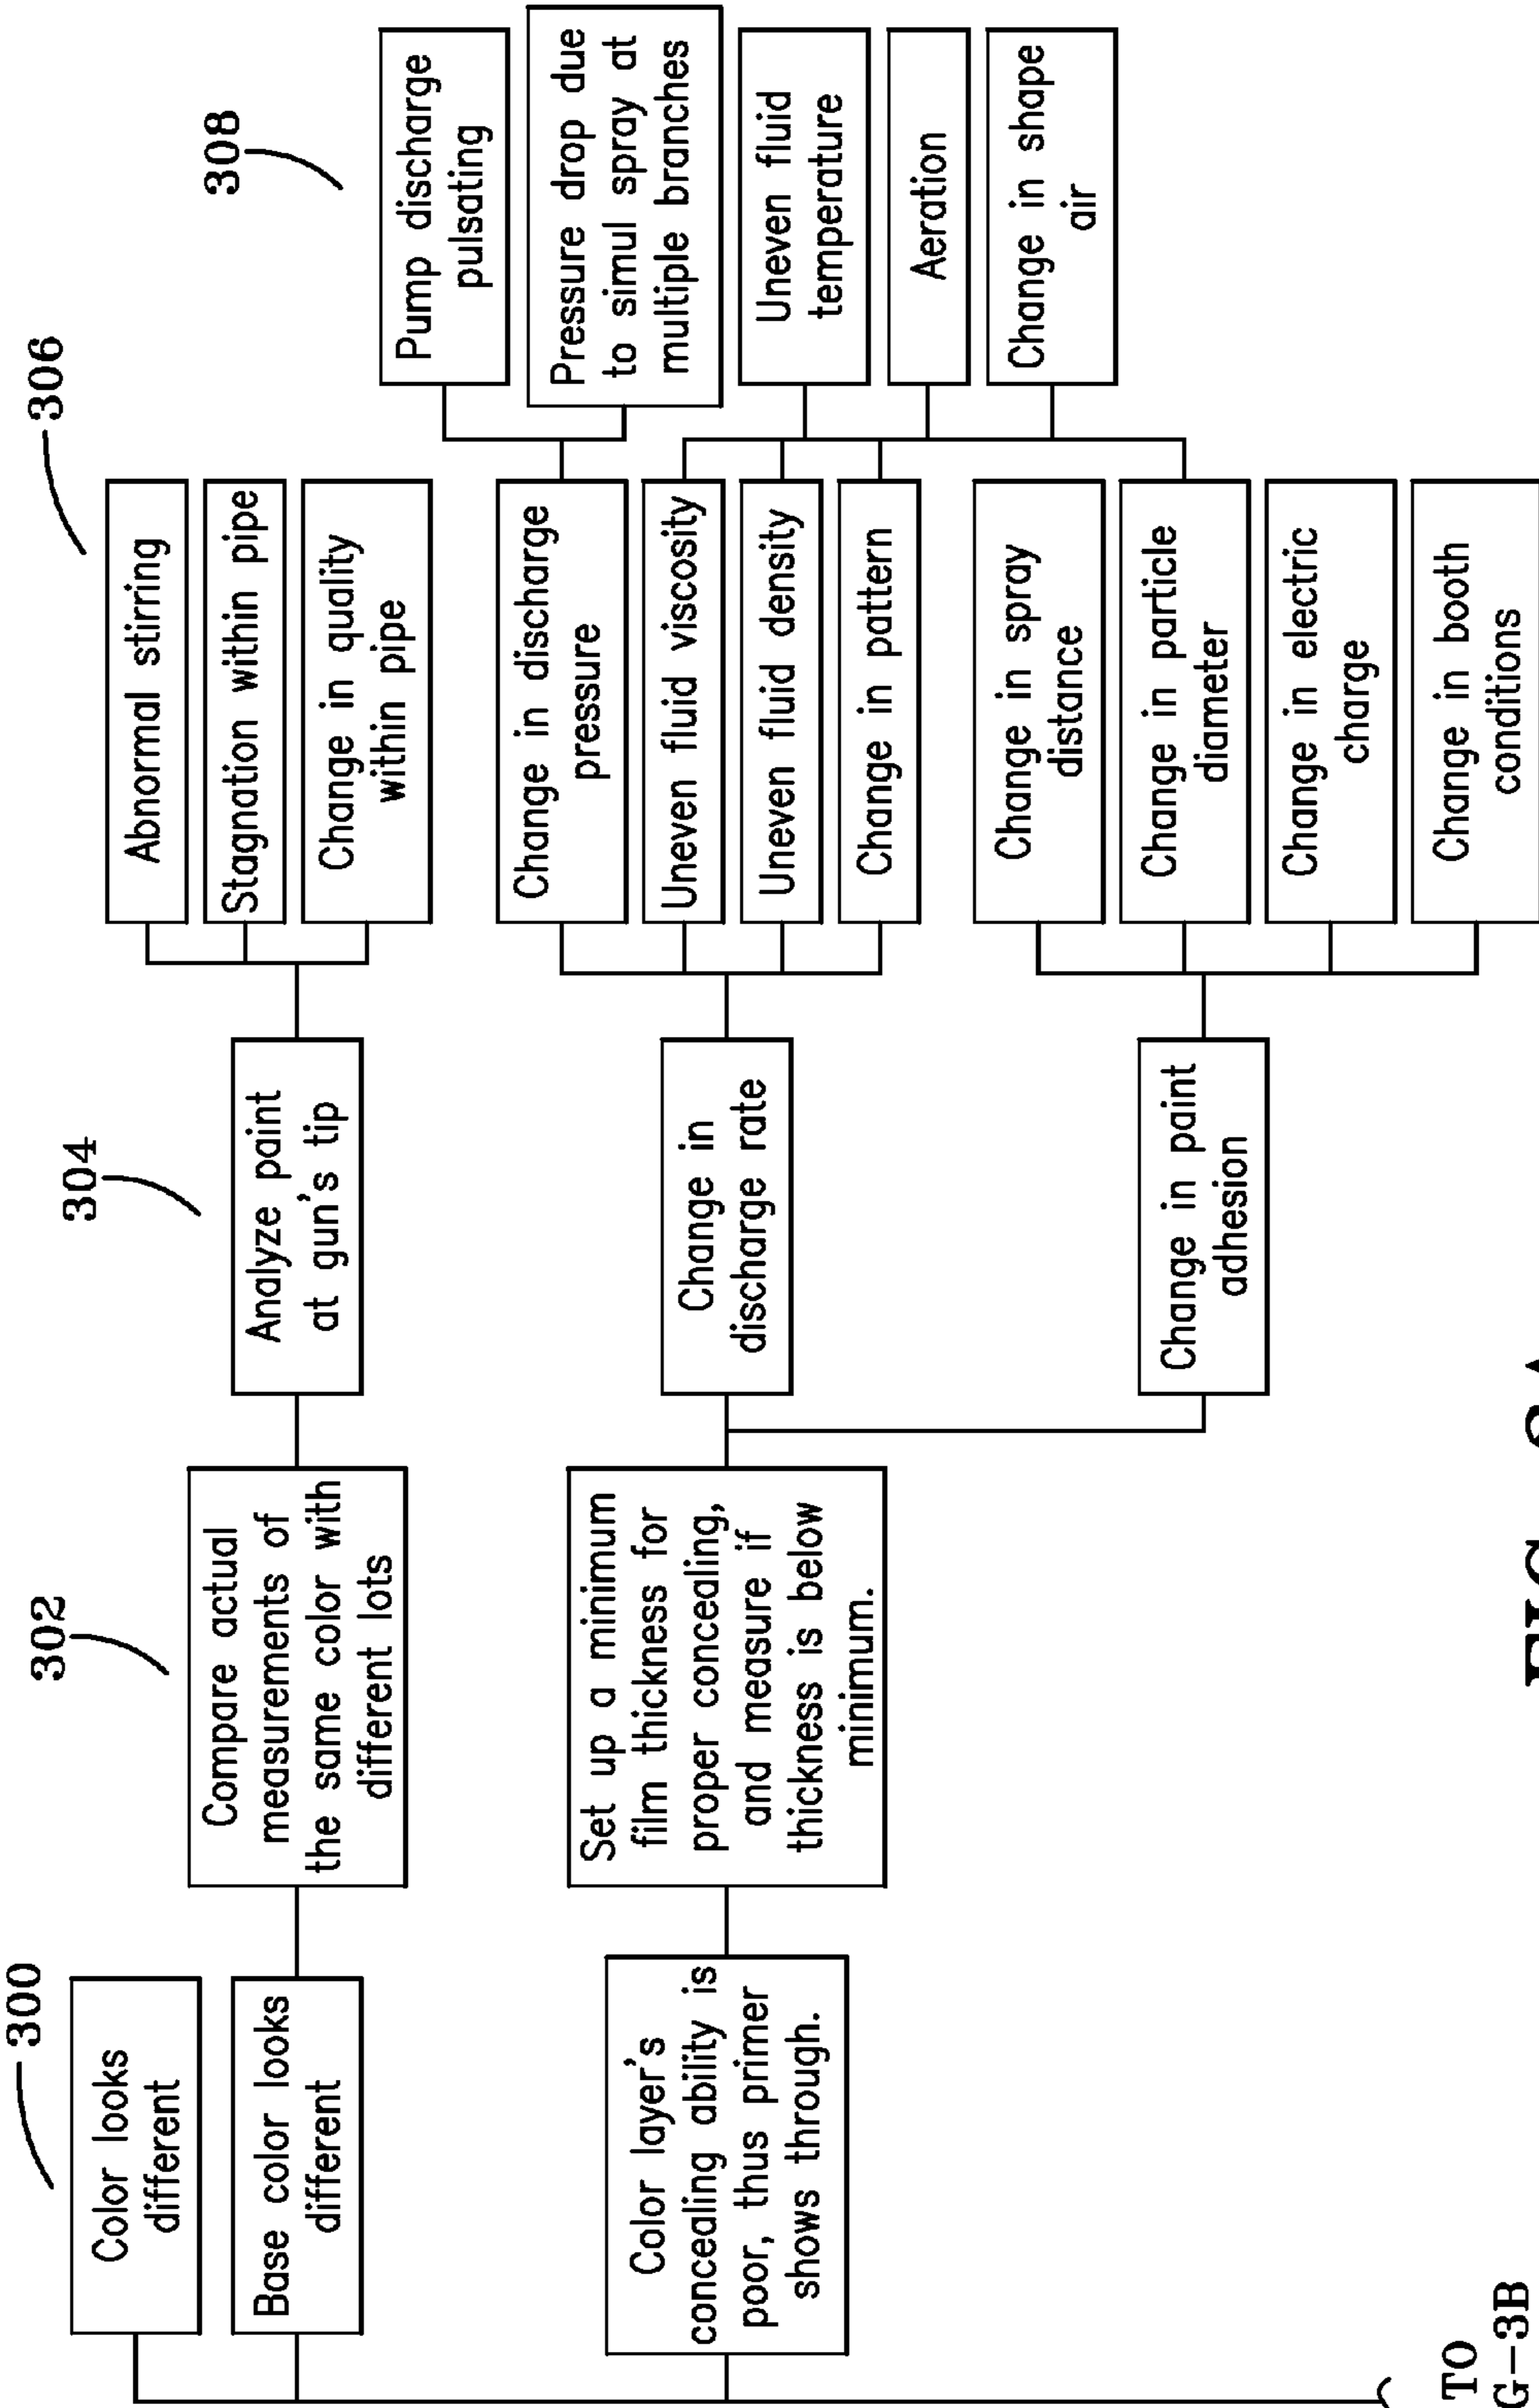 300
Color looks
different
Base color looks
different
Color layer's
concealing ability is
poor, thus primer
shows through.
302
Compare actual
measurements of
the same color with
different lots
Set up a minimum
film thickness for
proper concealing,
and measure if
thickness is below
minimum.
304
Analyze paint
at gun's tip
Change in
discharge rate
Change in paint
adhesion
306
Abnormal stirring
Stagnation within pipe
Change in quality
within pipe
Change in discharge
pressure
Uneven fluid viscosity
Uneven fluid density
Change in pattern
Change in spray
distance
Change in particle
diameter
Change in electric
charge
Change in booth
conditions
308
Pump discharge
pulsating
Pressure drop due
to simul spray at
multiple branches
Uneven fluid
temperature
Aeration
Change in shape
air
TO
G-3B